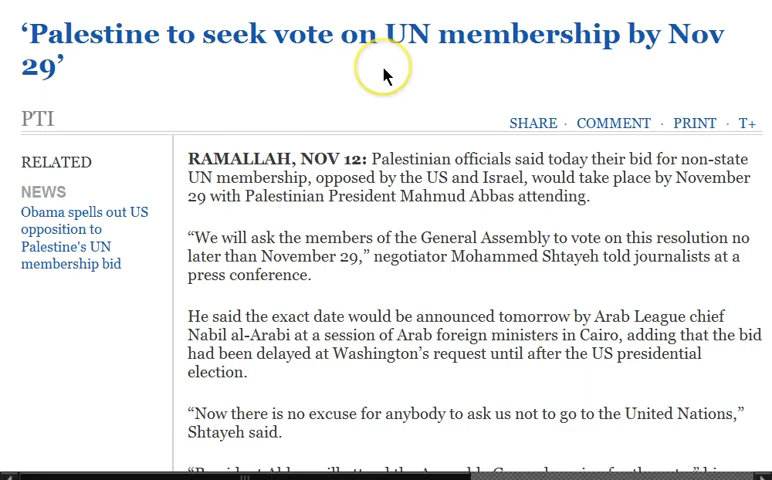 ‘Palestine to seek vote on UN membership by Nov
29’
PTI
SHARE · COMMENT · PRINT · T+
RELATED
NEWS
Obama spells out US
opposition to
Palestine's UN
membership bid
RAMALLAH, NOV 12: Palestinian officials said today their bid for non-state
UN membership, opposed by the US and Israel, would take place by November
29 with Palestinian President Mahmud Abbas attending.
“We will ask the members of the General Assembly to vote on this resolution no
later than November 29,” negotiator Mohammed Shtayeh told journalists at a
press conference.
He said the exact date would be announced tomorrow by Arab League chief
Nabil al-Arabi at a session of Arab foreign ministers in Cairo, adding that the bid
had been delayed at Washington’s request until after the US presidential
election.
“Now there is no excuse for anybody to ask us not to go to the United Nations,”
Shtayeh said.